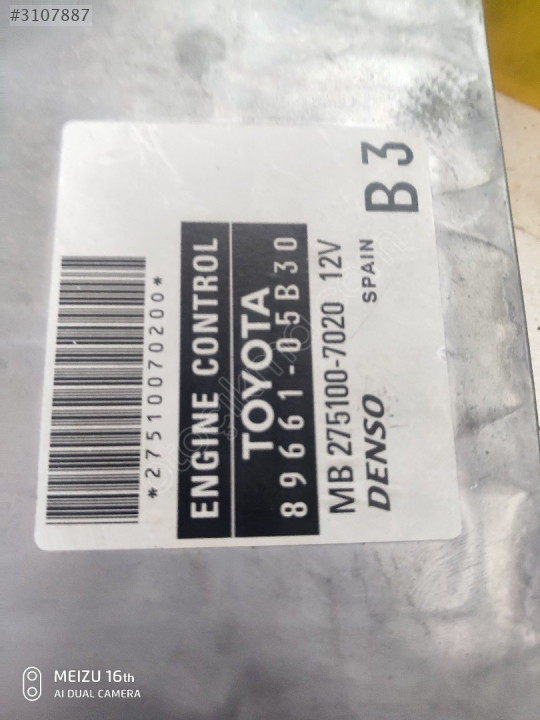 #3107887
*27510070200*
ENGINE CONTROL
TOYOTA
89661-05B30
MB 275100-7020 12V
DENSO
SPAIN
B3
MEIZU 16th
AI DUAL CAMERA